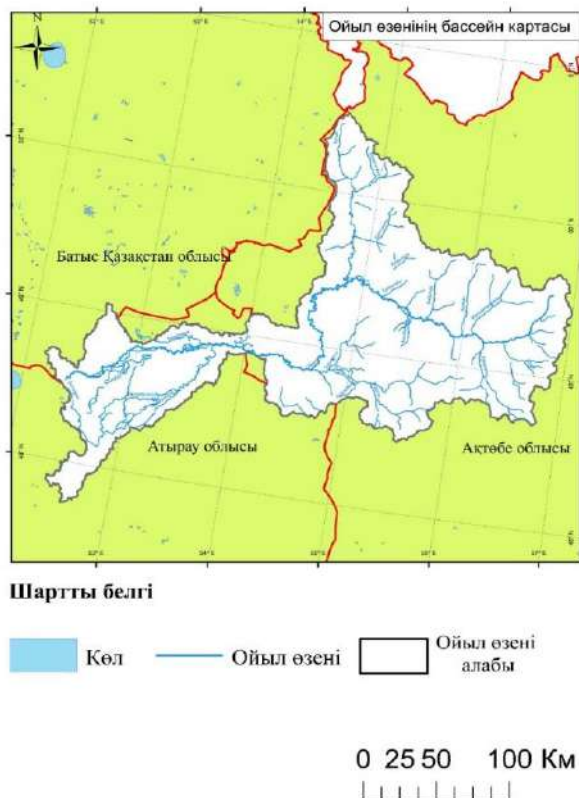 Ойыл өзенінің бассейн картасы
Батыс Қазақстан облысы
Атырау облысы
Ақтөбе облысы
Шартты белгі
Көл
Ойыл өзені
Ойыл өзені
алабы
0 25 50 100 Км